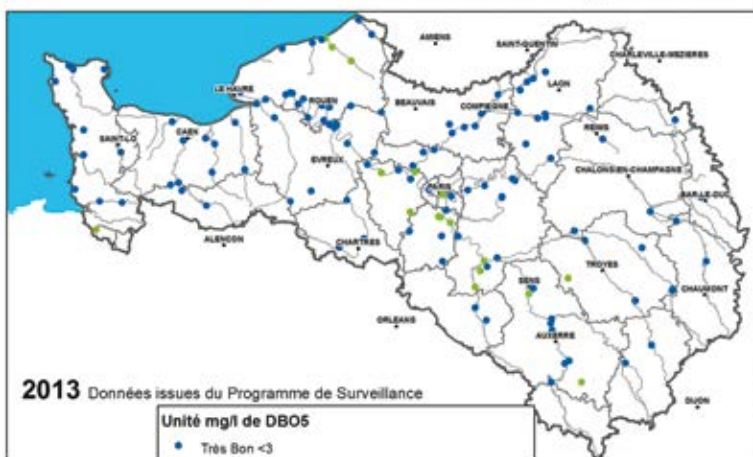 AMIENS
SAINT-QUENTIN
CHARLEVILLE-MEZIERES
LE HAVRE
ROUEN
BEAUVAIS
COMPIEGNE
LAON
SAINT-LO
CAEN
REIMS
EVREUX
PARIS
CHALONS-EN-CHAMPAGNE
BAR-LE-DUC
ALENCON
CHARTRES
TROYES
CHAUMONT
SENS
ORLEANS
AUXERRE
DIJON
2013 Données issues du Programme de Surveillance
Unité mg/l de DBO5
Très Bon <3